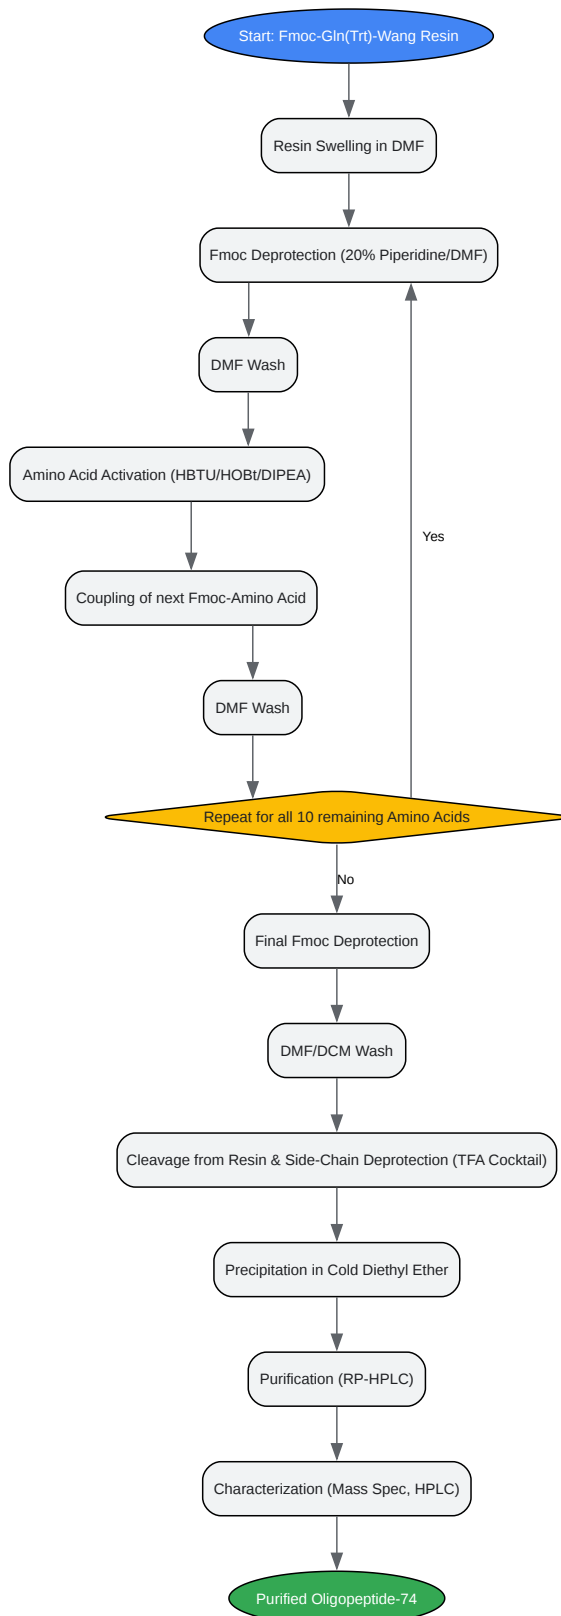 Start: Fmoc-Gln(Trt)-Wang Resin
Resin Swelling in DMF
Fmoc Deprotection (20% Piperidine/DMF)
DMF Wash
Amino Acid Activation (HBTU/HOBt/DIPEA)
Yes
Coupling of next Fmoc-Amino Acid
DMF Wash
Repeat for all 10 remaining Amino Acids
No
Final Fmoc Deprotection
DMF/DCM Wash
Cleavage from Resin & Side-Chain Deprotection (TFA Cocktail)
Precipitation in Cold Diethyl Ether
Purification (RP-HPLC)
Characterization (Mass Spec, HPLC)
Purified Oligopeptide-74